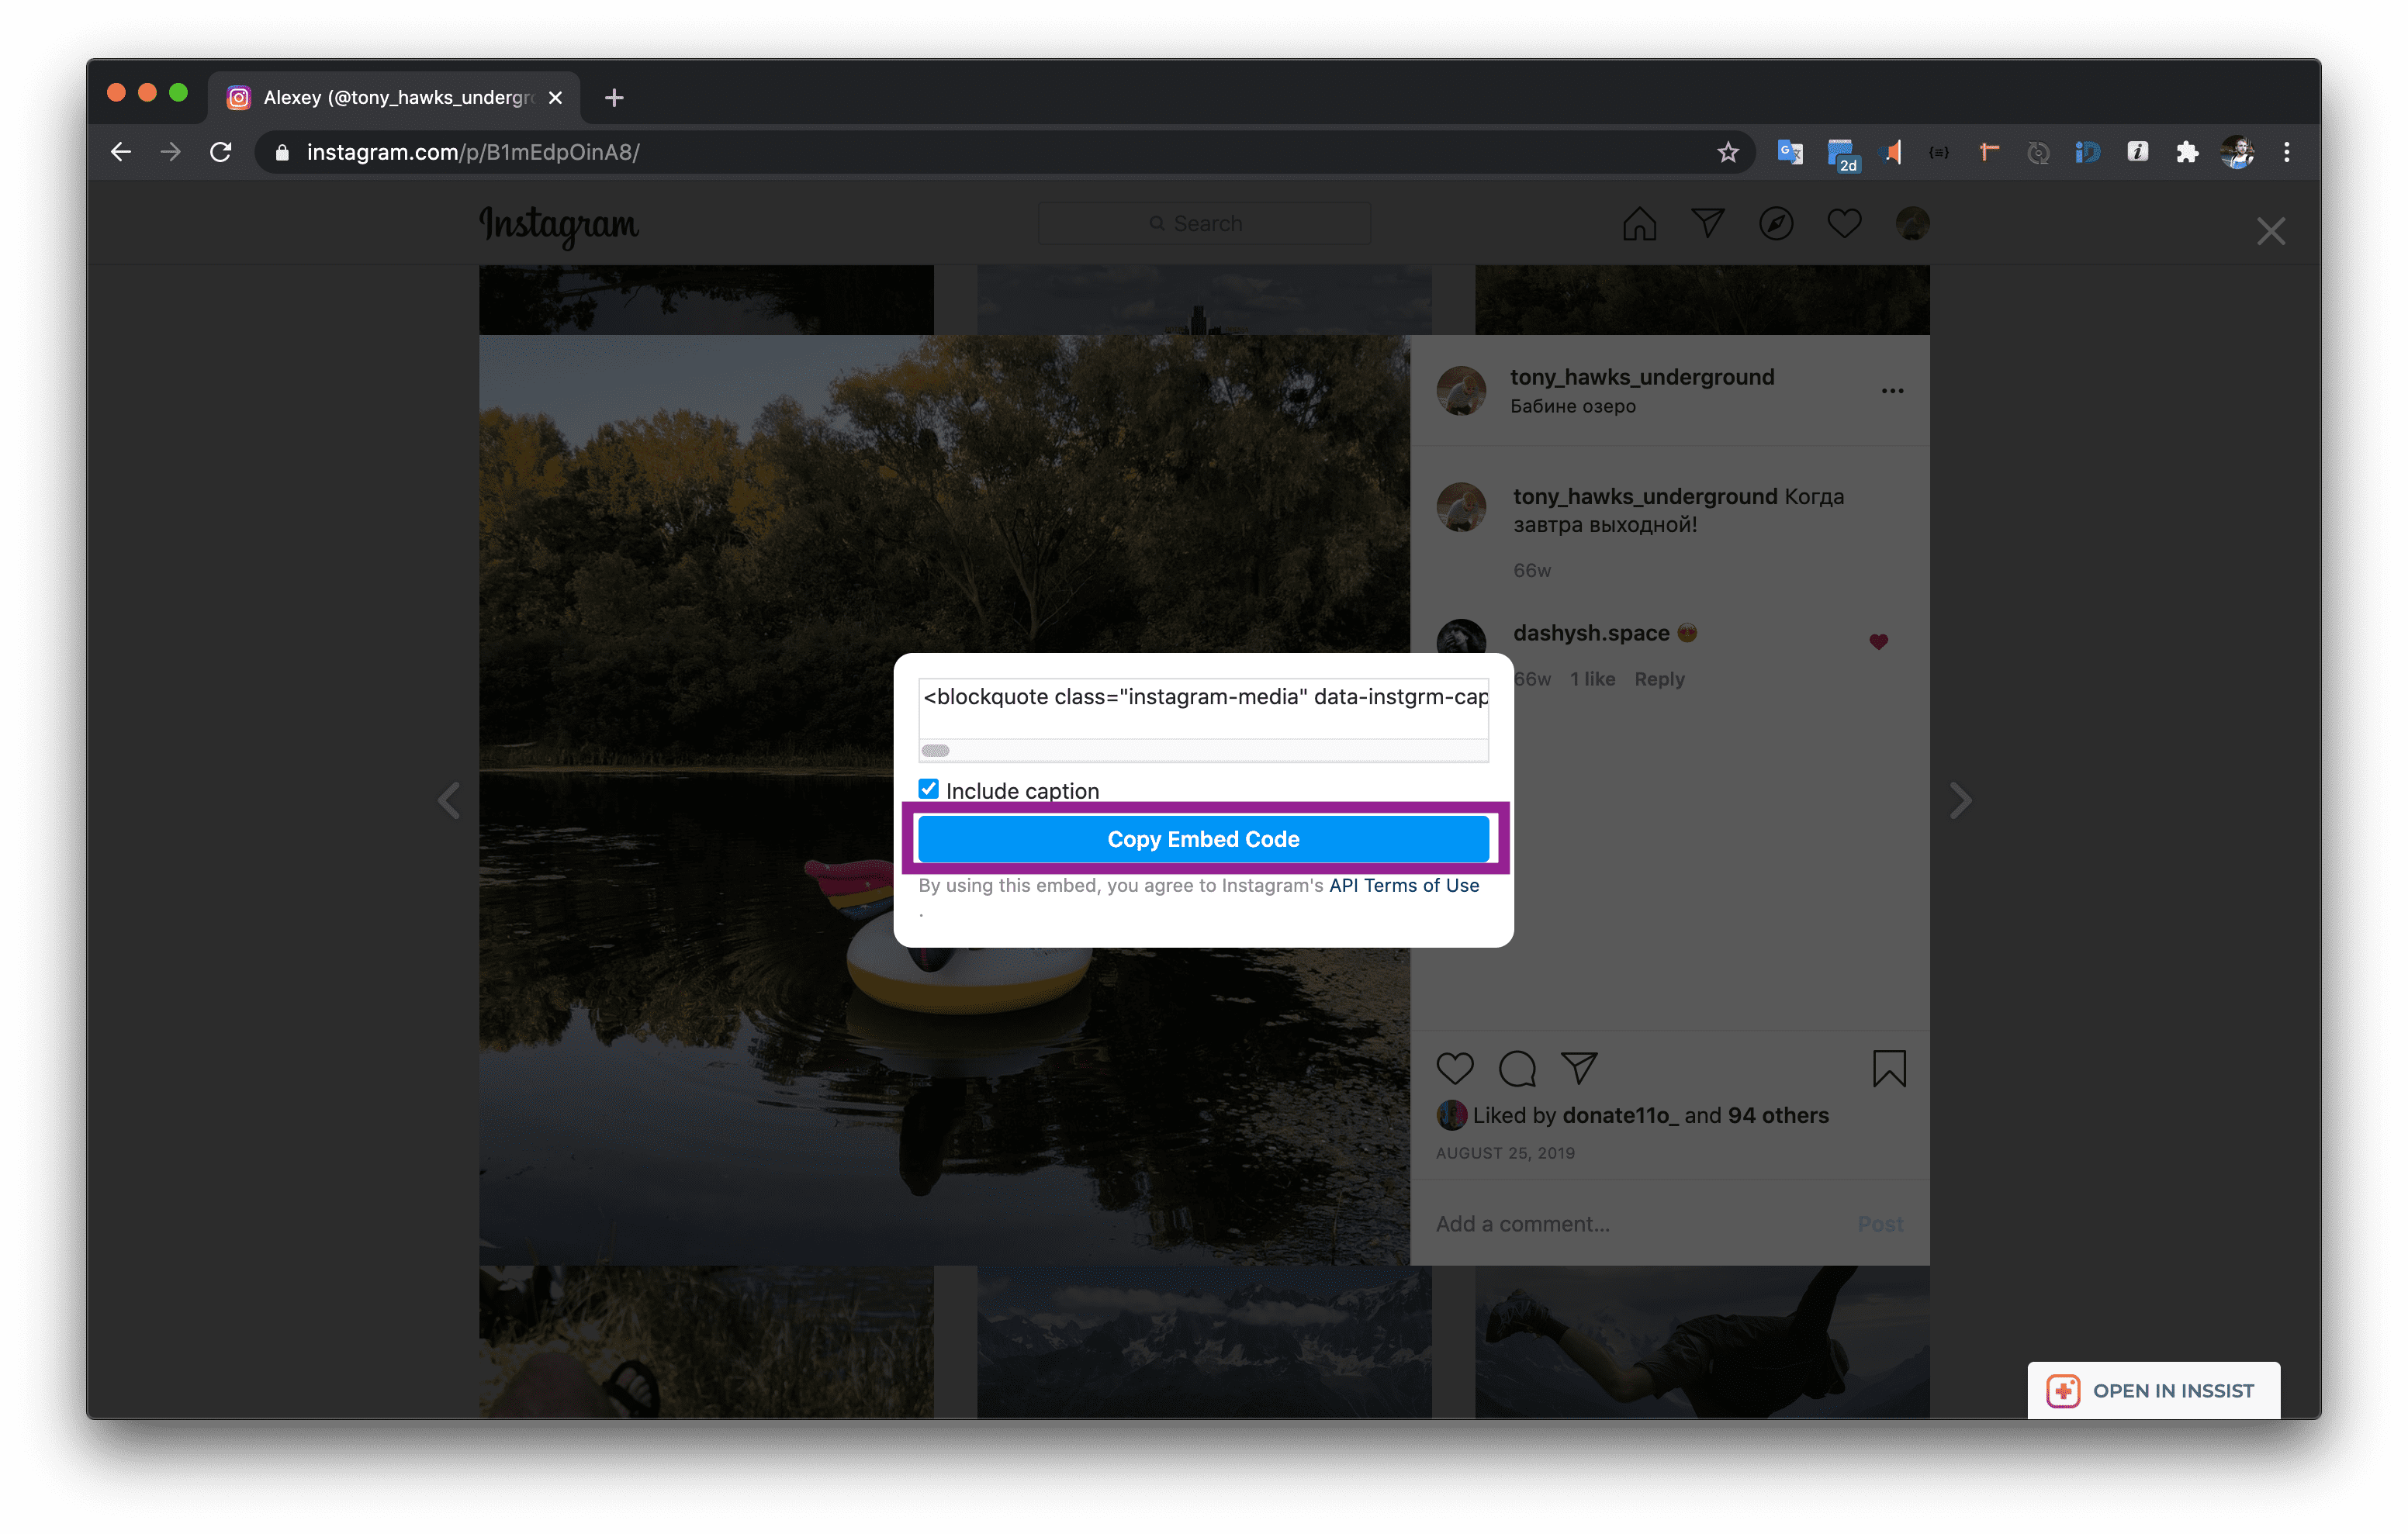 Alexey (@tony_hawks_undergr
instagram.com/p/B1mEdpOinA8/
2d
Instagram
Search
tony_hawks_underground
Бабине озеро
tony_hawks_underground Когда
завтра выходной!
66w
dashysh.space 😍
66w 1 like Reply
<blockquote class="instagram-media" data-instgrm-cap
Include caption
Copy Embed Code
By using this embed, you agree to Instagram's API Terms of Use
.
Liked by donate11o_ and 94 others
AUGUST 25, 2019
Add a comment...
Post
OPEN IN INSSIST